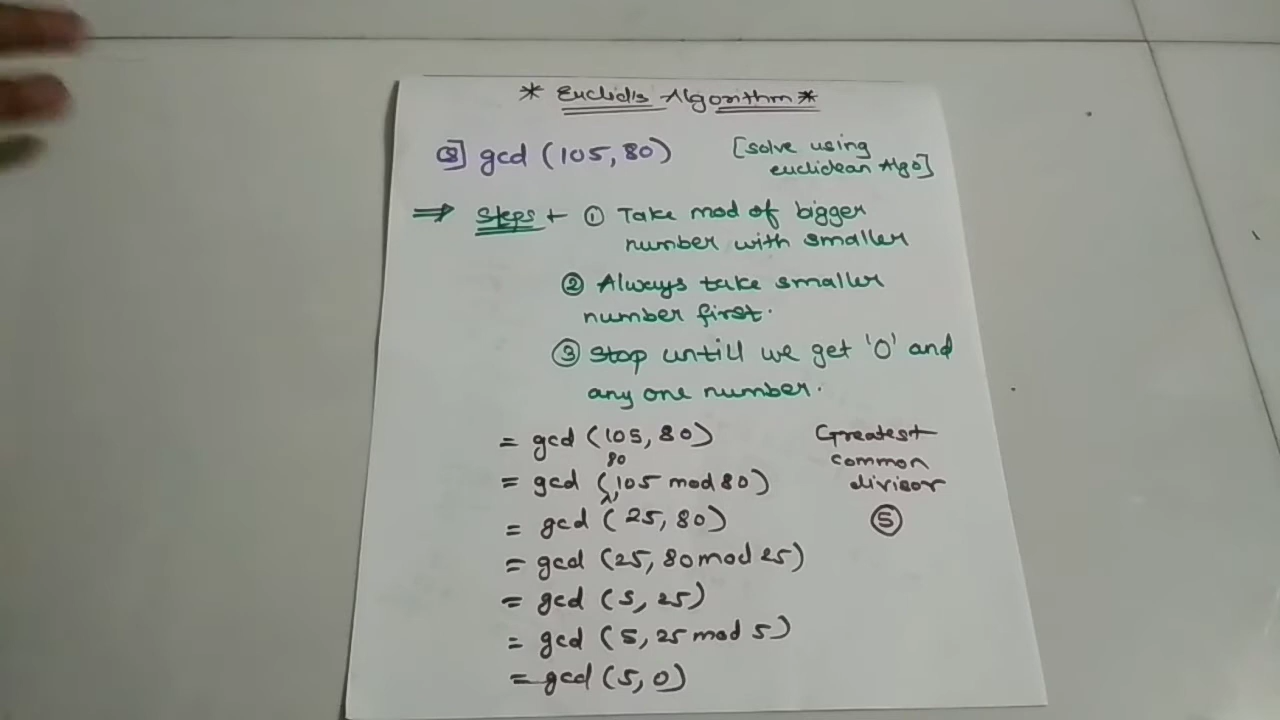 * Euclid's Algorithm *
Q] gcd (105, 80) [solve using
euclidean Algo]
⇒ Steps + ① Take mod of bigger
number with smaller
② Always take smaller
number first.
③ Stop untill we get '0' and
any one number.
= gcd (105, 80) Greatest
common
divisor
⑤
80
= gcd (, 105 mod 80)
= gcd (25, 80)
= gcd (25, 80 mod 25)
= gcd (5, 25)
= gcd (5, 25 mod 5)
= gcd (5, 0)